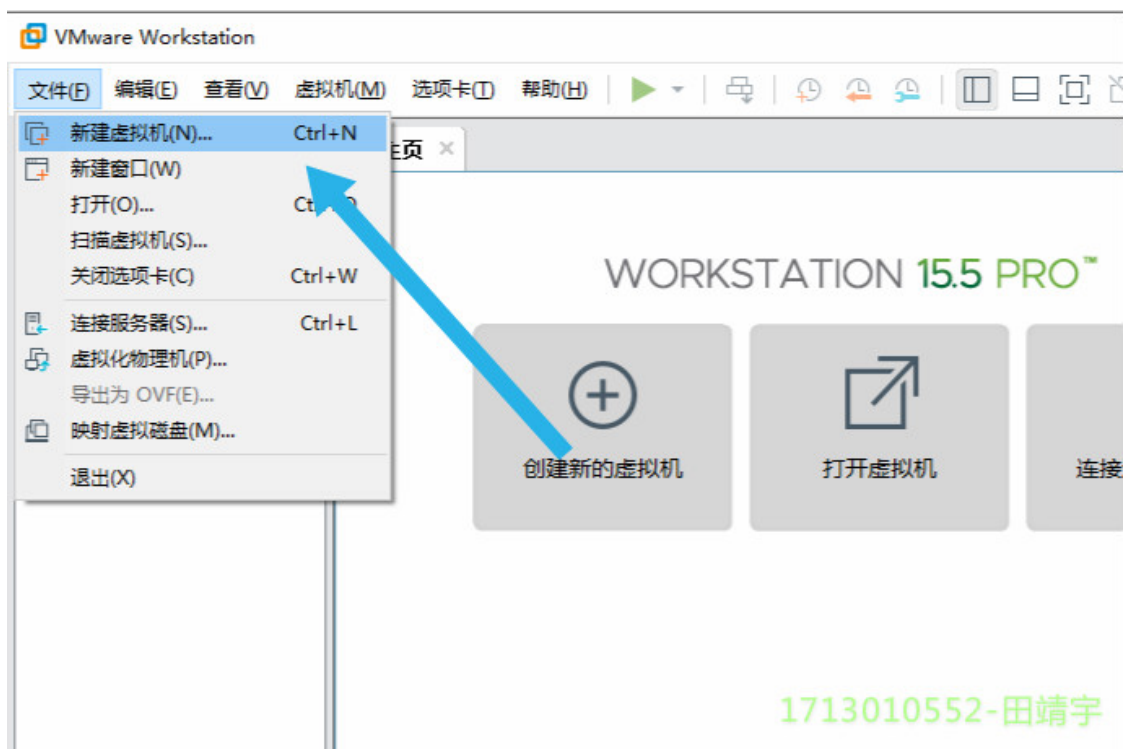 VMware Workstation
文件(F) 编辑(E) 查看(V) 虚拟机(M) 选项卡(T) 帮助(H)
新建虚拟机(N)... Ctrl+N
页 ×
新建窗口(W)
打开(O)...
扫描虚拟机(S)...
关闭选项卡(C) Ctrl+W
WORKSTATION 15.5 PRO™
连接服务器(S)... Ctrl+L
虚拟化物理机(P)...
导出为 OVF(E)...
映射虚拟磁盘(M)...
创建新的虚拟机 打开虚拟机 连接
退出(X)
1713010552-田靖宇